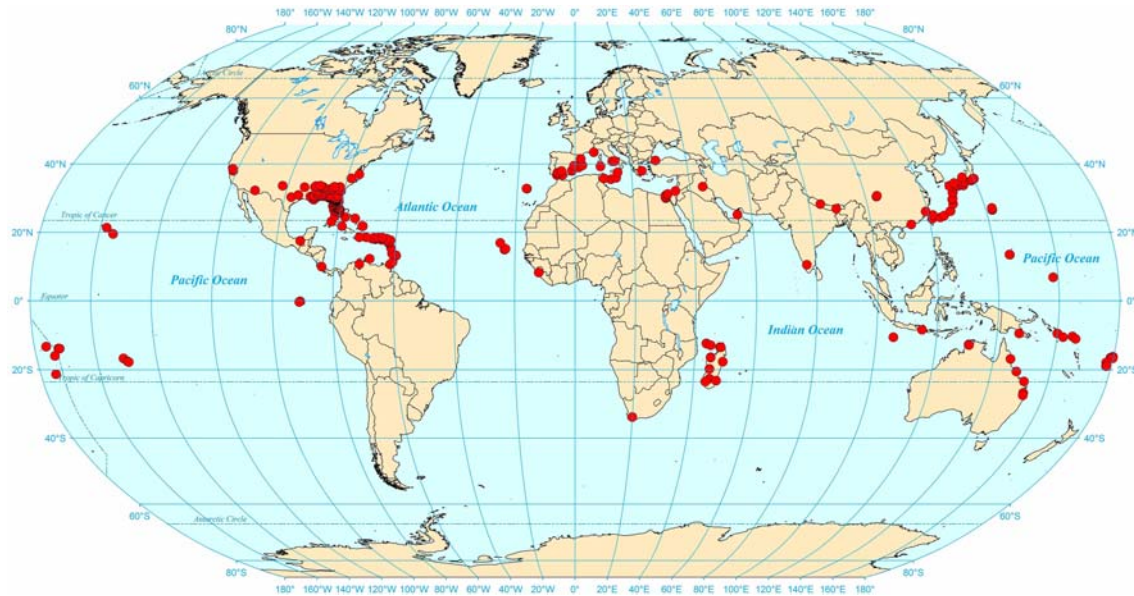 180° 160°W 140°W 120°W 100°W 80°W 60°W 40°W 20°W 0° 20°E 40°E 60°E 80°E 100°E 120°E 140°E 160°E 180°
80°N 80°N
Arctic Circle
60°N 60°N
40°N 40°N
Atlantic Ocean
Tropic of Cancer
20°N 20°N
Pacific Ocean Pacific Ocean
Equator
0° 0°
Indian Ocean
20°S 20°S
Tropic of Capricorn
40°S 40°S
60°S 60°S
Antarctic Circle
80°S 80°S
180° 160°W 140°W 120°W 100°W 80°W 60°W 40°W 20°W 0° 20°E 40°E 60°E 80°E 100°E 120°E 140°E 160°E 180°